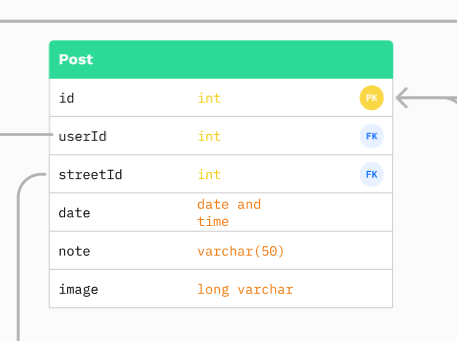 Post
id int PK
userId int FK
streetId int FK
date date and
time
note varchar(50)
image long varchar